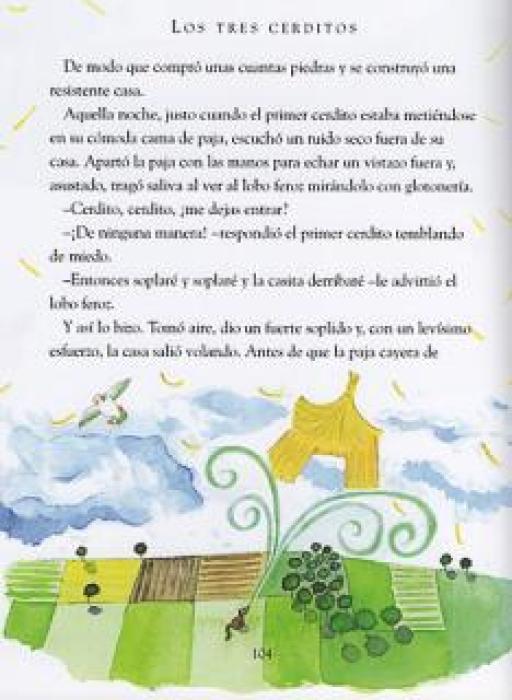 LOS TRES CERDITOS
De modo que compró unas cuantas piedras y se construyó una
resistente casa.
Aquella noche, justo cuando el primer cerdito estaba metiéndose
en su cómoda cama de paja, escuchó un ruido seco fuera de su
casa. Apartó la paja con las manos para echar un vistazo fuera y,
asustado, tragó saliva al ver al lobo feroz mirándolo con glotonería.
–Cerdito, cerdito, ¿me dejas entrar?
–¡De ninguna manera! –respondió el primer cerdito temblando
de miedo.
–Entonces soplaré y soplaré y la casita derribaré –le advirtió el
lobo feroz.
Y así lo hizo. Tomó aire, dio un fuerte soplido y, con un levísimo
esfuerzo, la casa salió volando. Antes de que la paja cayera de
104